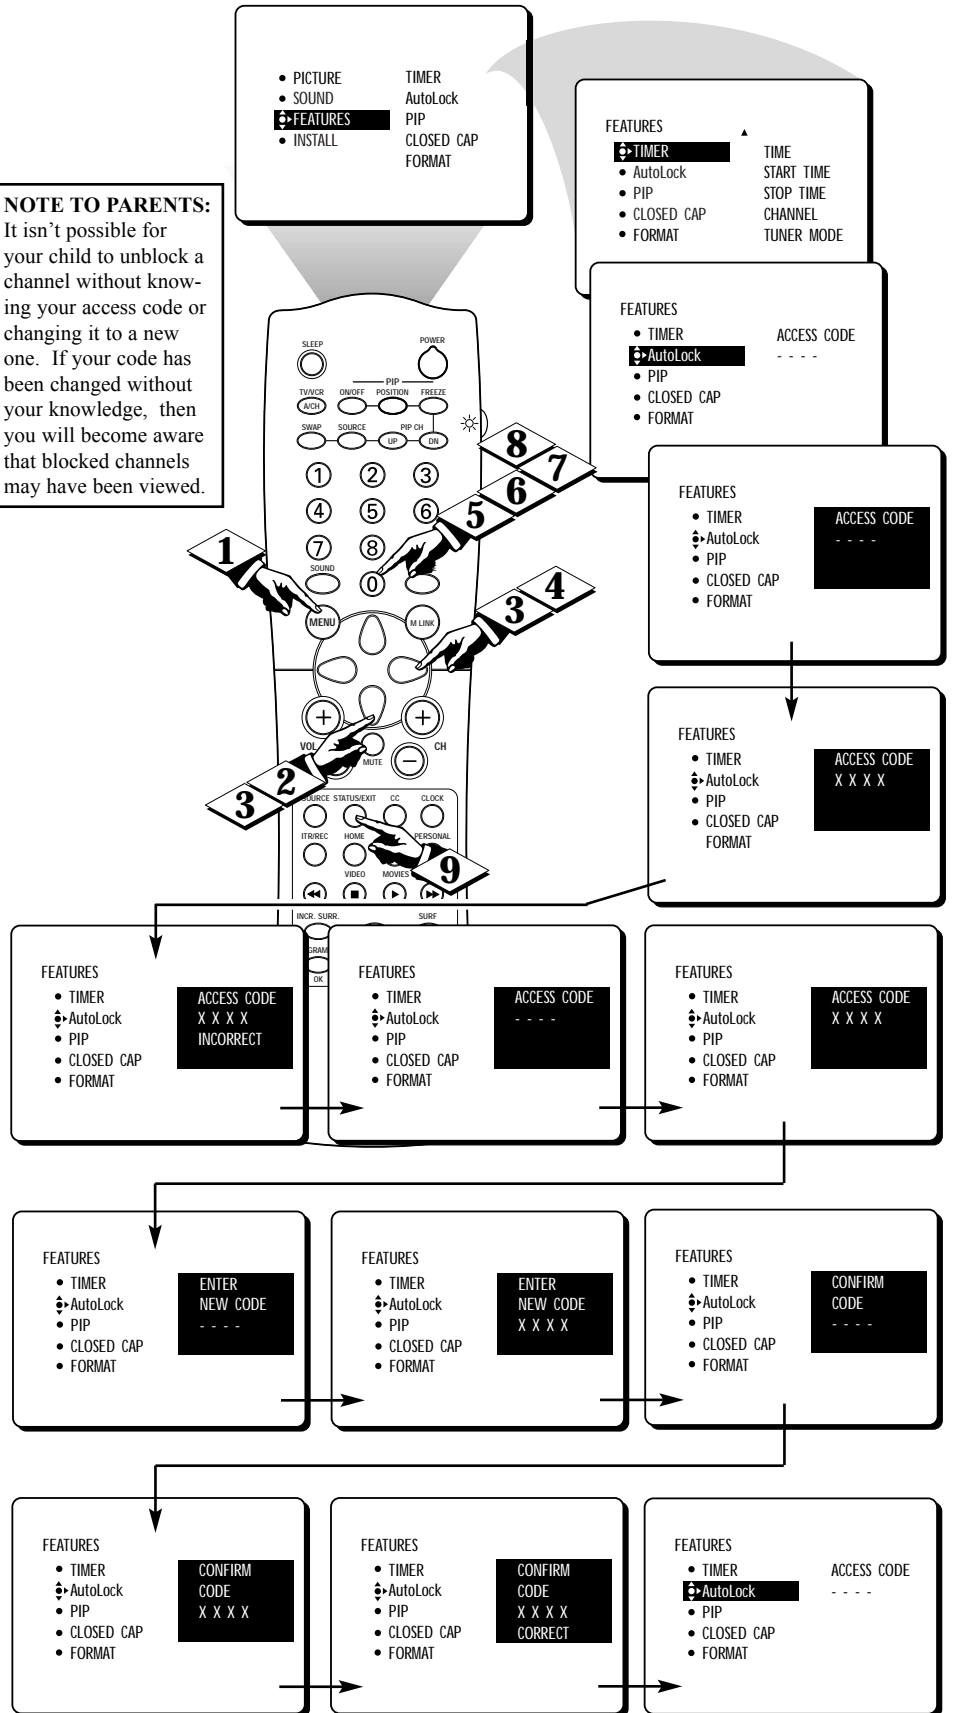 • PICTURE TIMER
• SOUND AutoLock
FEATURES PIP
• INSTALL CLOSED CAP
FORMAT
NOTE TO PARENTS:
It isn't possible for
your child to unblock a
channel without know-
ing your access code or
changing it to a new
one. If your code has
been changed without
your knowledge, then
you will become aware
that blocked channels
may have been viewed.
FEATURES
TIMER TIME
• AutoLock START TIME
• PIP STOP TIME
• CLOSED CAP CHANNEL
• FORMAT TUNER MODE
FEATURES
• TIMER ACCESS CODE
AutoLock - - - -
• PIP
• CLOSED CAP
• FORMAT
FEATURES
• TIMER ACCESS CODE
AutoLock - - - -
• PIP
• CLOSED CAP
• FORMAT
FEATURES
• TIMER ACCESS CODE
AutoLock X X X X
• PIP
• CLOSED CAP
FORMAT
SLEEP POWER
PIP
TV/VCR ON/OFF POSITION FREEZE
A/CH
SWAP SOURCE PIP CH
UP DN
1 2 3
4 5 6
7 8
SOUND 0
MENU M LINK
VOL MUTE CH
STATUS/EXIT CC CLOCK
ITR/REC HOME PERSONAL
VIDEO MOVIES
INCR. SURR. SURF
OK
8
7
6
5
1
4
3
2
3
9
FEATURES
• TIMER ACCESS CODE
AutoLock X X X X
• PIP INCORRECT
• CLOSED CAP
• FORMAT
FEATURES
• TIMER ACCESS CODE
AutoLock - - - -
• PIP
• CLOSED CAP
• FORMAT
FEATURES
• TIMER ACCESS CODE
AutoLock X X X X
• PIP
• CLOSED CAP
• FORMAT
FEATURES
• TIMER ENTER
AutoLock NEW CODE
• PIP - - - -
• CLOSED CAP
• FORMAT
FEATURES
• TIMER ENTER
AutoLock NEW CODE
• PIP X X X X
• CLOSED CAP
• FORMAT
FEATURES
• TIMER CONFIRM
AutoLock CODE
• PIP - - - -
• CLOSED CAP
• FORMAT
FEATURES
• TIMER CONFIRM
AutoLock CODE
• PIP X X X X
• CLOSED CAP
• FORMAT
FEATURES
• TIMER CONFIRM
AutoLock CODE
• PIP X X X X
• CLOSED CAP CORRECT
• FORMAT
FEATURES
• TIMER ACCESS CODE
AutoLock - - - -
• PIP
• CLOSED CAP
• FORMAT